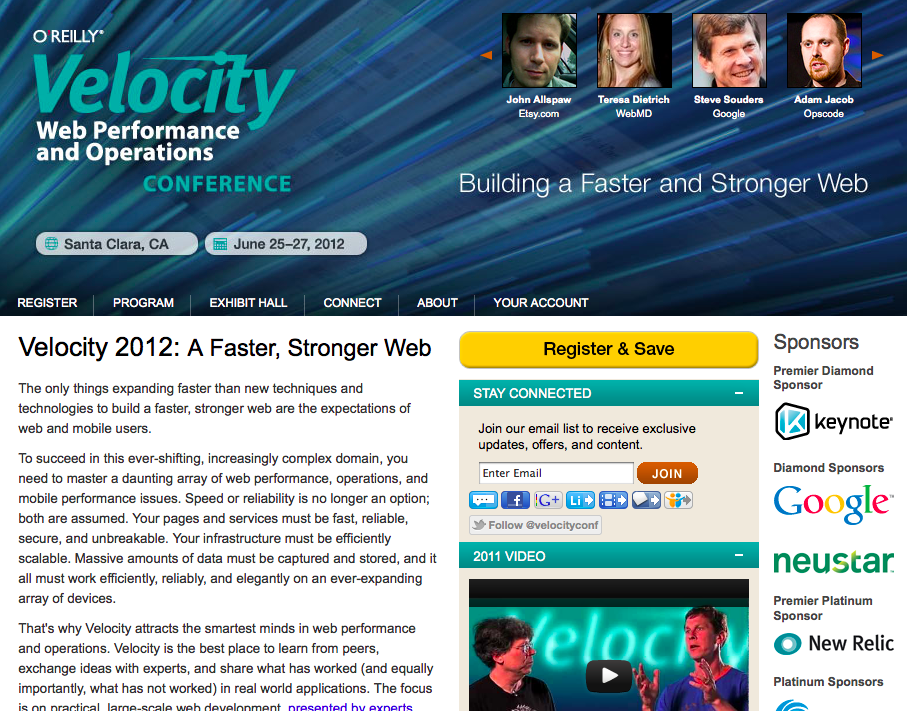 O'REILLY®
Velocity
Web Performance
and Operations
CONFERENCE
John Allspaw
Etsy.com
Teresa Dietrich
WebMD
Steve Souders
Google
Adam Jacob
Opscode
Building a Faster and Stronger Web
Santa Clara, CA
June 25–27, 2012
REGISTER
PROGRAM
EXHIBIT HALL
CONNECT
ABOUT
YOUR ACCOUNT
Velocity 2012: A Faster, Stronger Web
The only things expanding faster than new techniques and
technologies to build a faster, stronger web are the expectations of
web and mobile users.
To succeed in this ever-shifting, increasingly complex domain, you
need to master a daunting array of web performance, operations, and
mobile performance issues. Speed or reliability is no longer an option;
both are assumed. Your pages and services must be fast, reliable,
secure, and unbreakable. Your infrastructure must be efficiently
scalable. Massive amounts of data must be captured and stored, and it
all must work efficiently, reliably, and elegantly on an ever-expanding
array of devices.
That's why Velocity attracts the smartest minds in web performance
and operations. Velocity is the best place to learn from peers,
exchange ideas with experts, and share what has worked (and equally
importantly, what has not worked) in real world applications. The focus
is on practical, large-scale web development, presented by experts
Register & Save
STAY CONNECTED
Join our email list to receive exclusive
updates, offers, and content.
Enter Email
JOIN
f
G+
Li
Follow @velocityconf
2011 VIDEO
Velocity
Sponsors
Premier Diamond
Sponsor
keynote®
Diamond Sponsors
Google™
neustar
Premier Platinum
Sponsor
New Relic
Platinum Sponsors